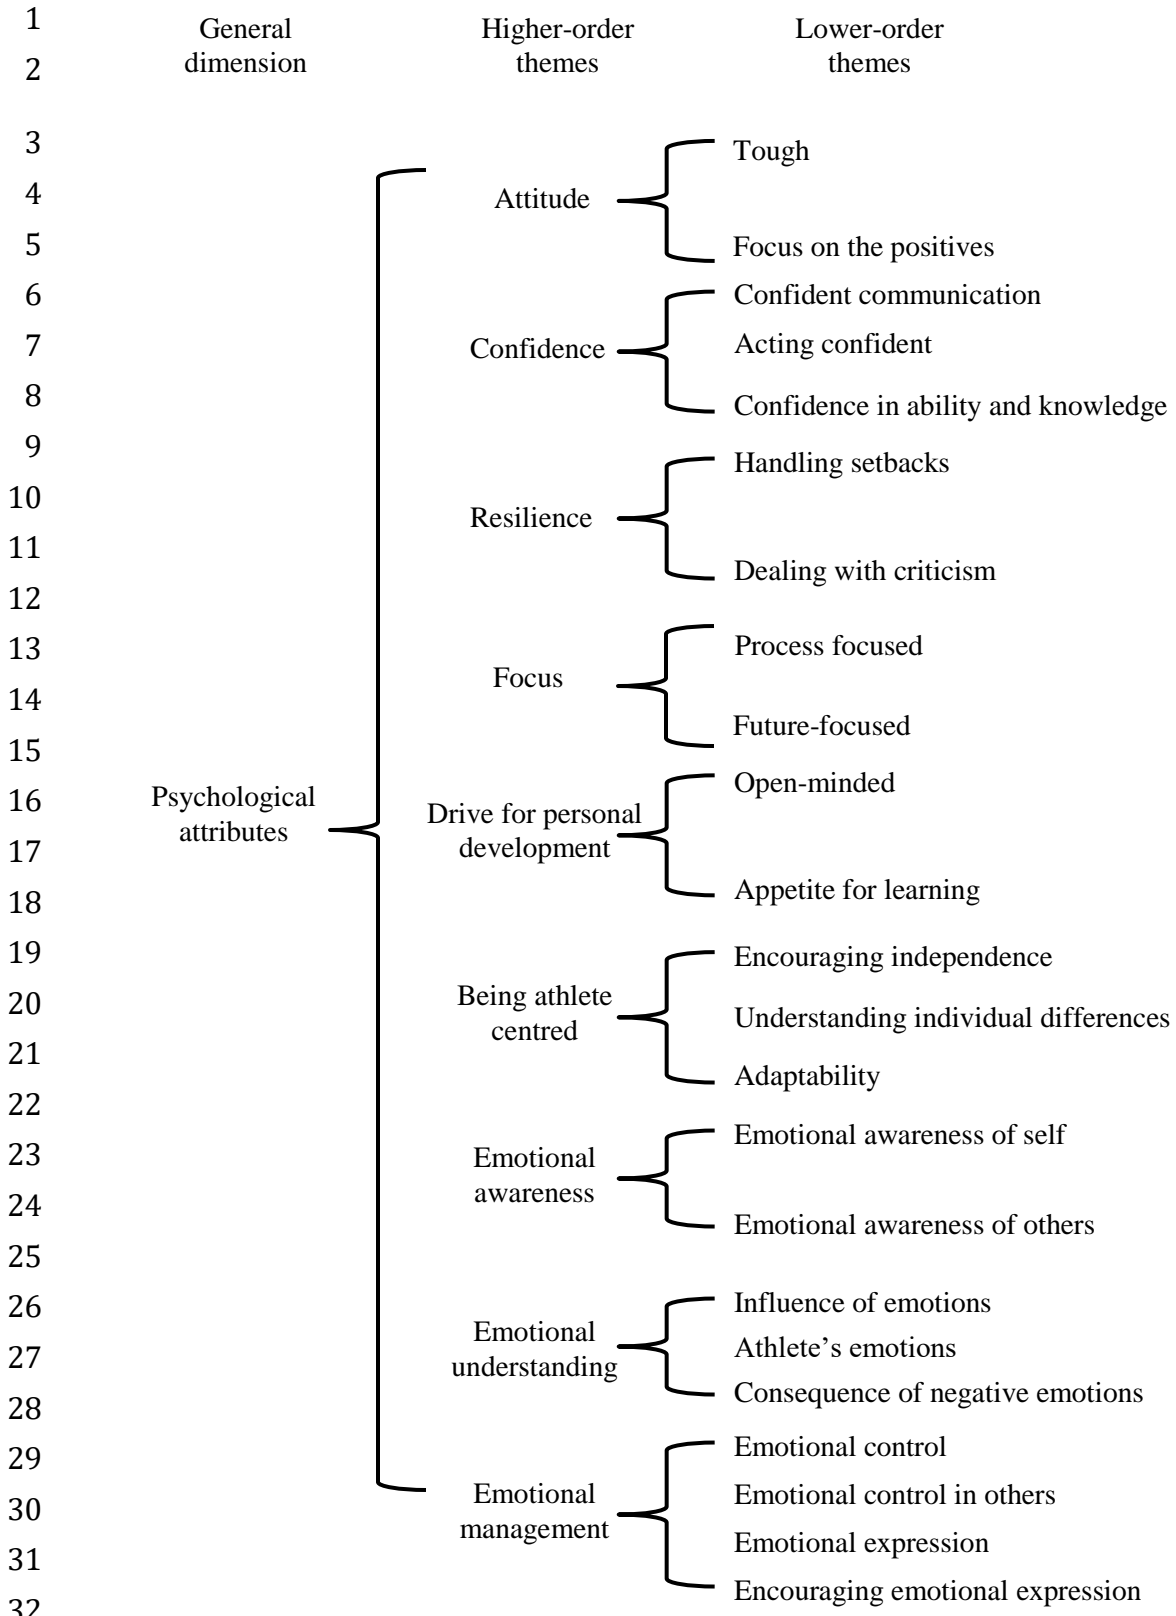 1
General Higher-order Lower-order
dimension themes themes
2
3
Tough
4
Attitude
5
Focus on the positives
6
Confident communication
7
Confidence
Acting confident
8
Confidence in ability and knowledge
9
Handling setbacks
10
Resilience
11
Dealing with criticism
12
13
Process focused
Focus
14
Future-focused
15
Open-minded
16
Psychological
attributes
Drive for personal
development
17
18
Appetite for learning
19
Encouraging independence
20
Being athlete
centred
Understanding individual differences
21
Adaptability
22
23
Emotional awareness of self
Emotional
awareness
24
Emotional awareness of others
25
26
Influence of emotions
Emotional
understanding
27
Athlete’s emotions
28
Consequence of negative emotions
29
Emotional control
30
Emotional
management
Emotional control in others
31
Emotional expression
Encouraging emotional expression
32